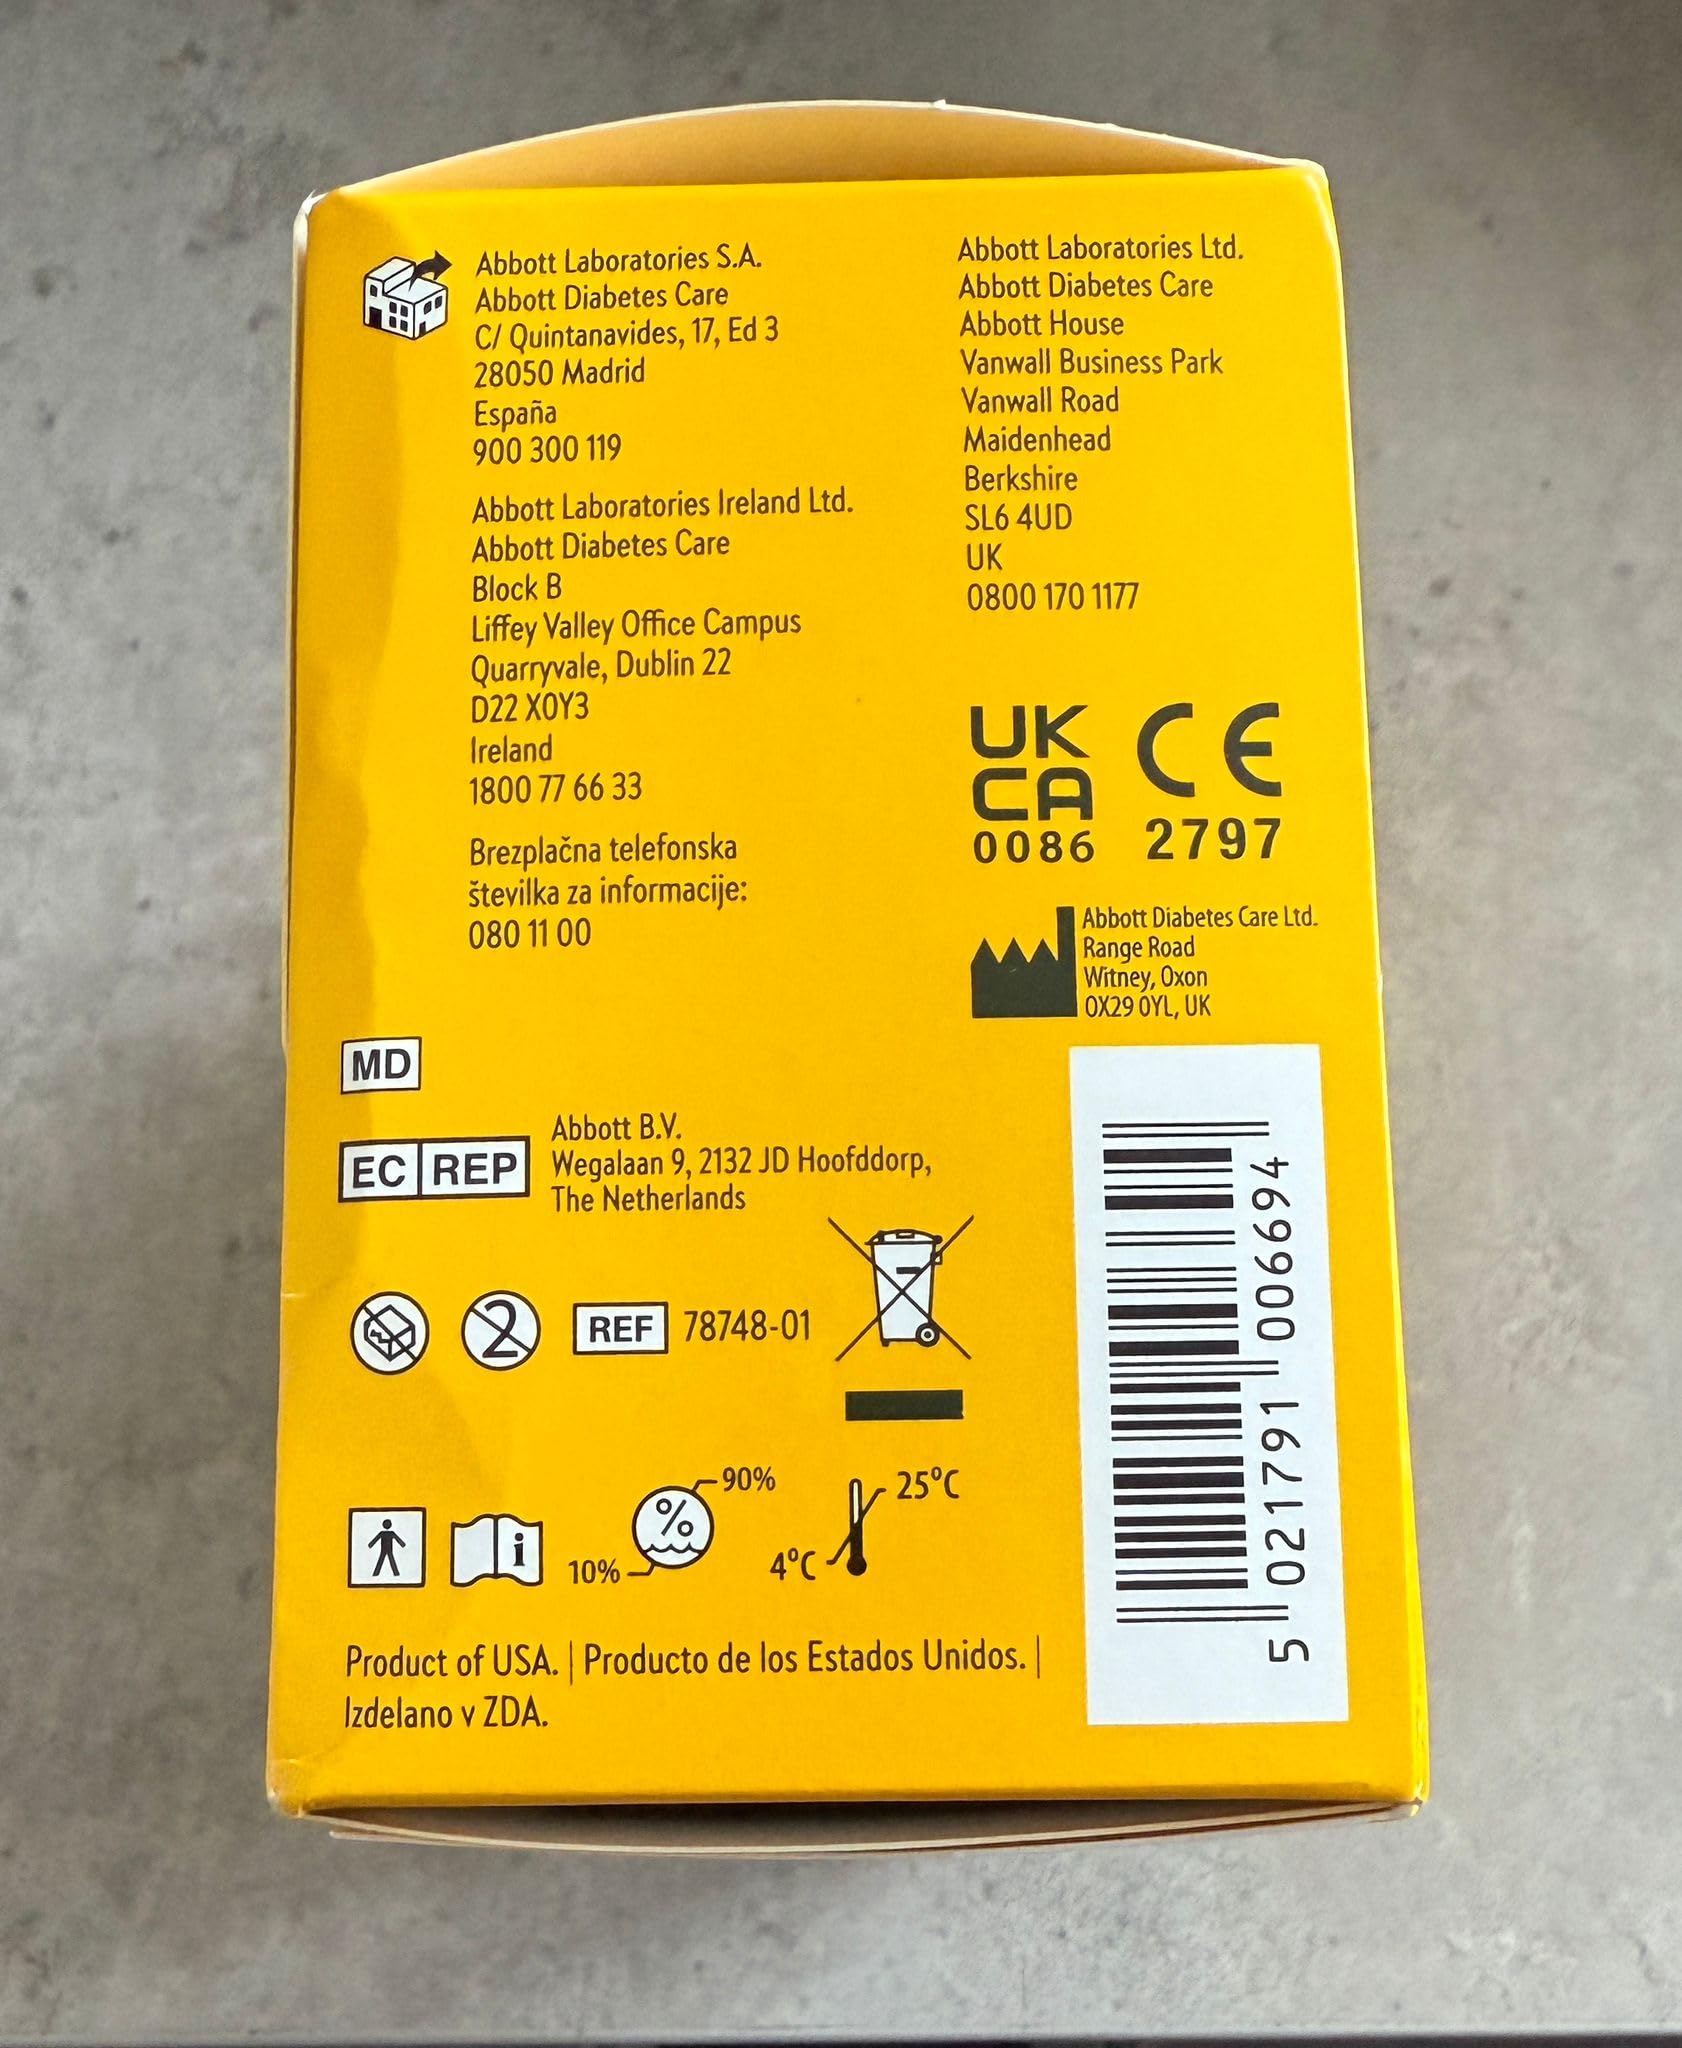 Abbott Laboratories S.A.
Abbott Diabetes Care
C/ Quintanavides, 17, Ed 3
28050 Madrid
España
900 300 119
Abbott Laboratories Ireland Ltd.
Abbott Diabetes Care
Block B
Liffey Valley Office Campus
Quarryvale, Dublin 22
D22 X0Y3
Ireland
1800 77 66 33
Brezplačna telefonska
številka za informacije:
080 11 00
Abbott Laboratories Ltd.
Abbott Diabetes Care
Abbott House
Vanwall Business Park
Vanwall Road
Maidenhead
Berkshire
SL6 4UD
UK
0800 170 1177
UK
CA
0086
CE
2797
Abbott Diabetes Care Ltd.
Range Road
Witney, Oxon
OX29 0YL, UK
MD
EC REP
Abbott B.V.
Wegalaan 9, 2132 JD Hoofddorp,
The Netherlands
2
REF 78748-01
i
10% % 90%
4°C 25°C
Product of USA. | Producto de los Estados Unidos. |
Izdelano v ZDA.
5 021791 006694